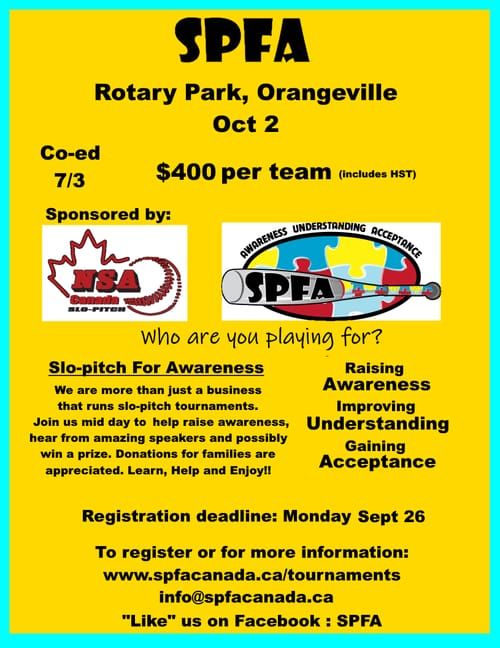 SPFA
Rotary Park, Orangeville
Oct 2
Co-ed
7/3
$400 per team (includes HST)
Sponsored by:
NSA
Canada
SLO-PITCH
AWARENESS UNDERSTANDING ACCEPTANCE
SPFA
Who are you playing for?
Slo-pitch For Awareness
We are more than just a business
that runs slo-pitch tournaments.
Join us mid day to help raise awareness,
hear from amazing speakers and possibly
win a prize. Donations for families are
appreciated. Learn, Help and Enjoy!!
Raising
Awareness
Improving
Understanding
Gaining
Acceptance
Registration deadline: Monday Sept 26
To register or for more information:
www.spfacanada.ca/tournaments
info@spfacanada.ca
"Like" us on Facebook : SPFA